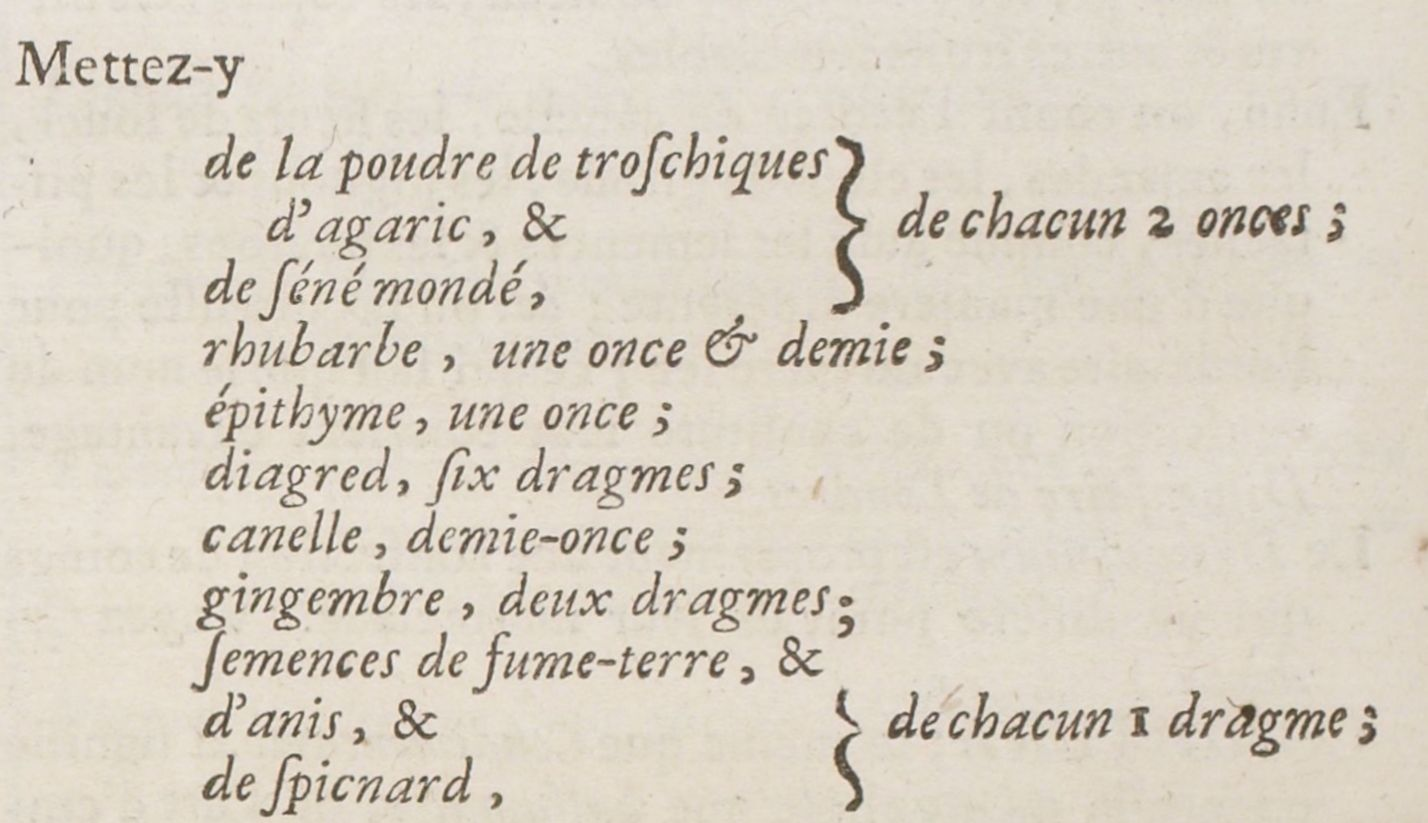 Mettez-y
de la poudre de troſchiques
d'agaric, &
de chacun 2 onces ;
de ſéné mondé,
rhubarbe , une once & demie ;
épithyme, une once ;
diagred, ſix dragmes ;
canelle , demie-once ;
gingembre , deux dragmes ;
ſemences de fume-terre, &
d'anis, &
de chacun 1 dragme ;
de ſpicnard ,